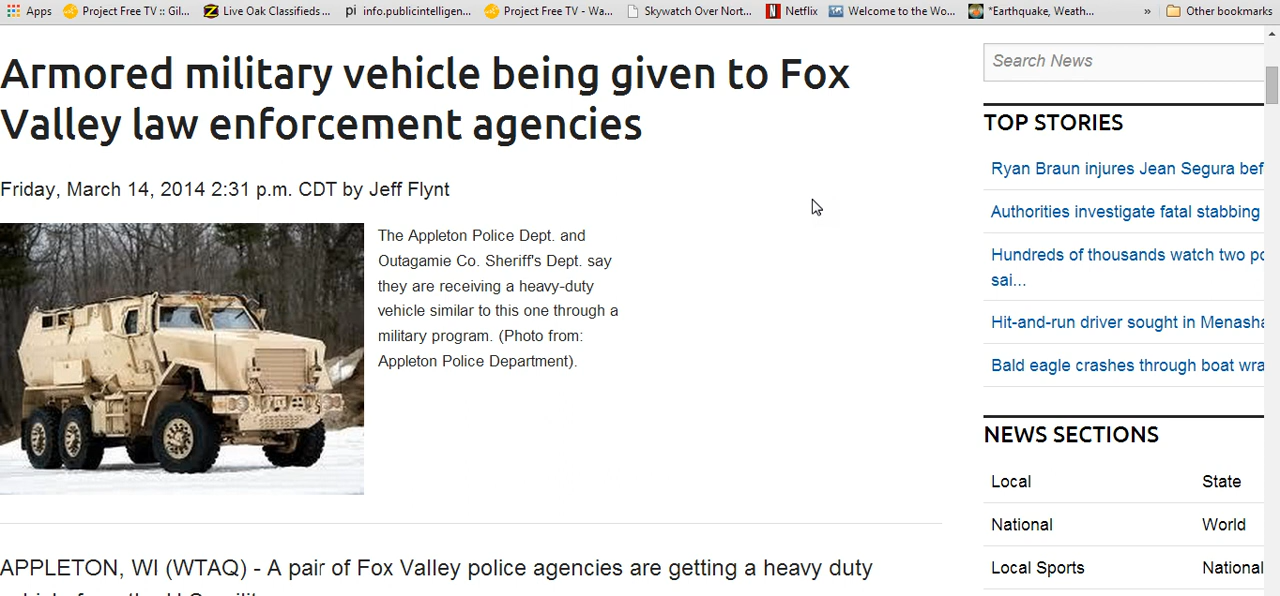 Apps Project Free TV :: Gil... Live Oak Classifieds... pi info.publicintelligen... Project Free TV - Wa... Skywatch Over Nort... N Netflix Welcome to the Wo... *Earthquake, Weath... » Other bookmarks
Armored military vehicle being given to Fox
Valley law enforcement agencies
Friday, March 14, 2014 2:31 p.m. CDT by Jeff Flynt
The Appleton Police Dept. and
Outagamie Co. Sheriff's Dept. say
they are receiving a heavy-duty
vehicle similar to this one through a
military program. (Photo from:
Appleton Police Department).
APPLETON, WI (WTAQ) - A pair of Fox Valley police agencies are getting a heavy duty
Search News
TOP STORIES
Ryan Braun injures Jean Segura bef
Authorities investigate fatal stabbing
Hundreds of thousands watch two po
sai...
Hit-and-run driver sought in Menasha
Bald eagle crashes through boat wra
NEWS SECTIONS
Local State
National World
Local Sports National